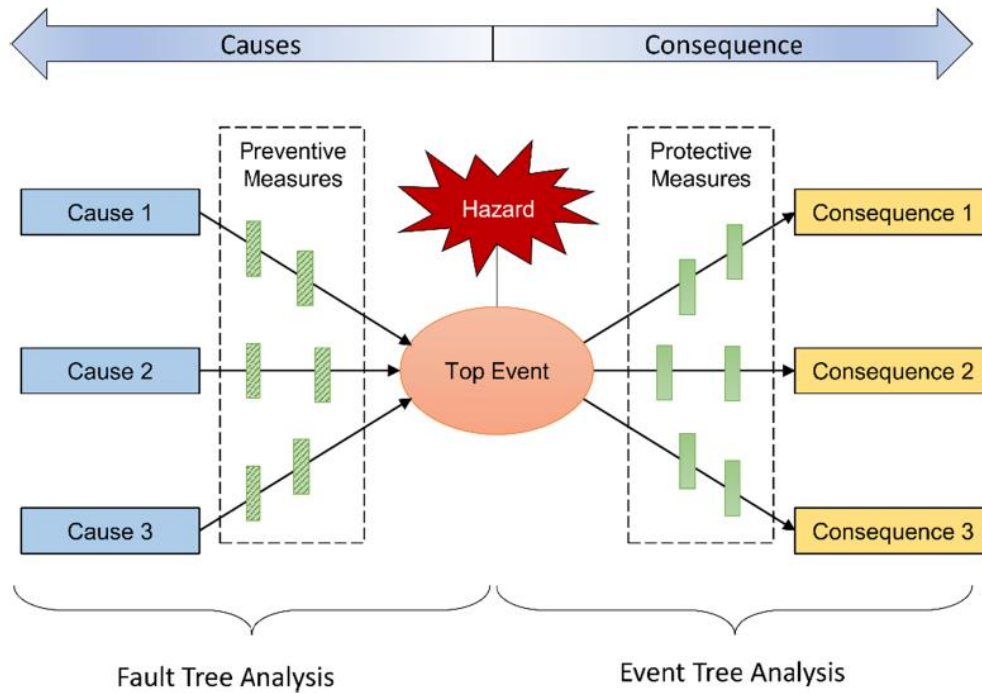 Causes
Consequence
Preventive
Measures
Hazard
Protective
Measures
Cause 1
Consequence 1
Cause 2
Top Event
Consequence 2
Cause 3
Consequence 3
Fault Tree Analysis
Event Tree Analysis